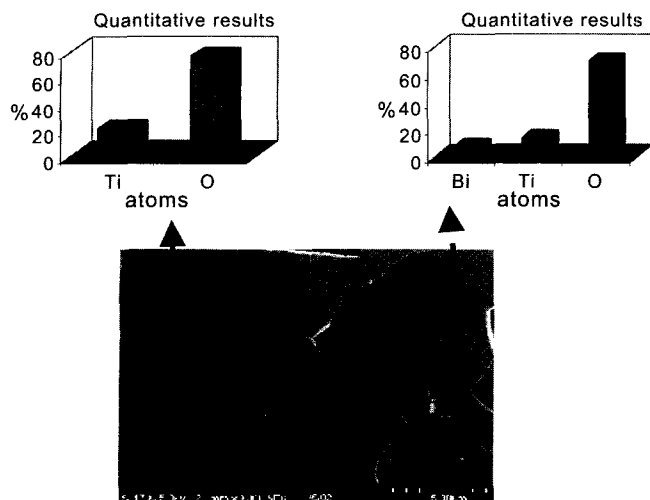 Quantitative results
80
60
%
40
20
0
Ti
O
atoms
Quantitative results
80
60
%
40
20
0
Bi
Ti
O
atoms